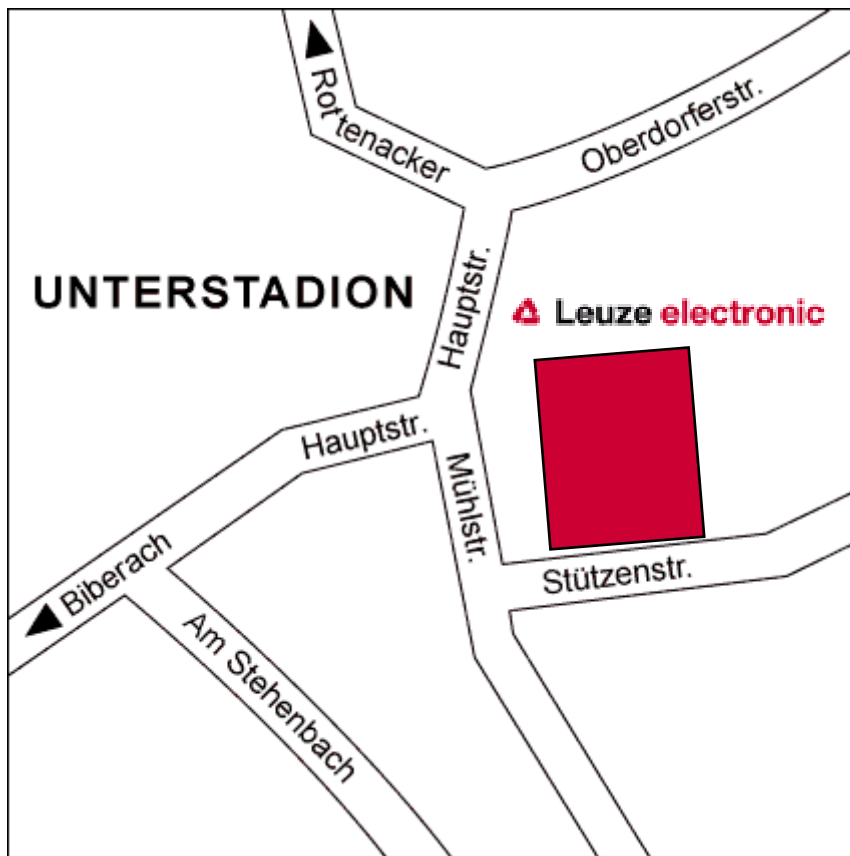 Rottenacker
Oberdorferstr.
Hauptstr.
UNTERSTADION
Leuze electronic
Hauptstr.
Mühlstr.
Biberach
Stützenstr.
Am Stehenbach